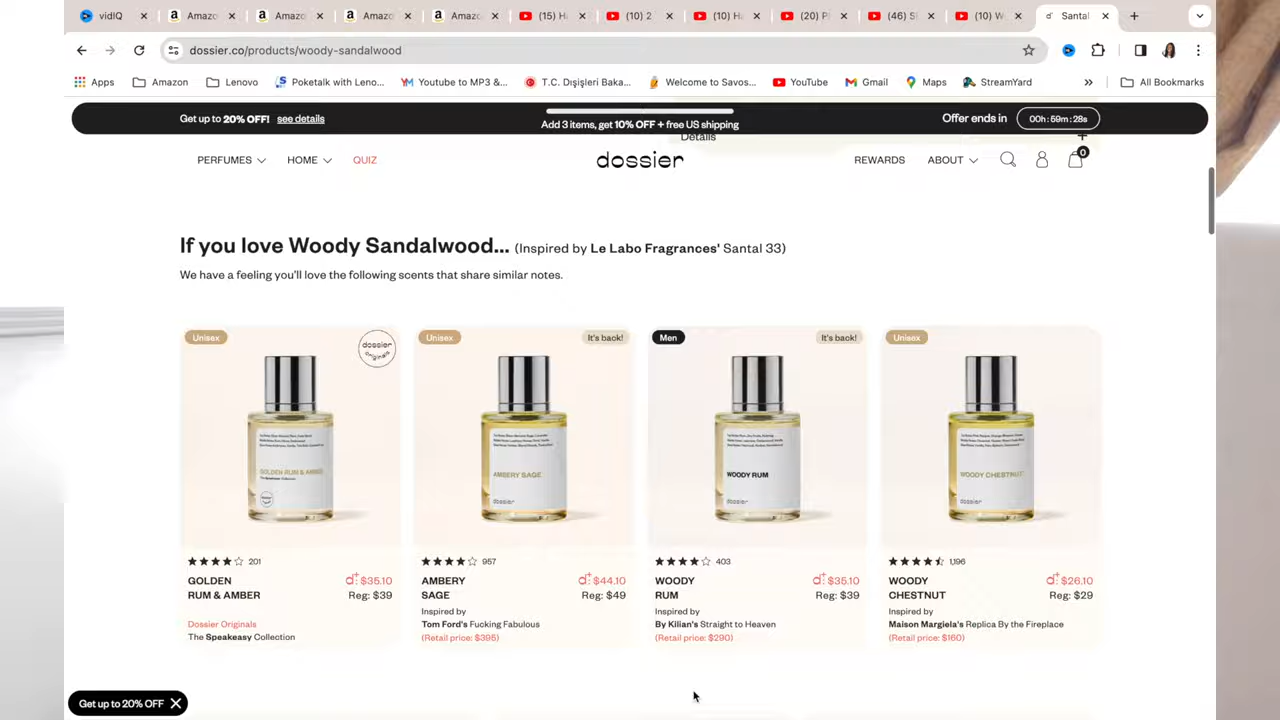 vidIQ
Amazo
Amazo
Amazo
Amazo
(15) H
(10) 2
(10) H
(20) P
(46) S
(10) W
Santal
dossier.co/products/woody-sandalwood
Apps
Amazon
Lenovo
Poketalk with Leno...
Youtube to MP3 &...
T.C. Dışişleri Baka...
Welcome to Savos...
YouTube
Gmail
Maps
StreamYard
»
All Bookmarks
Get up to 20% OFF! see details
Add 3 items, get 10% OFF + free US shipping
Offer ends in
00h : 59m : 28s
Details
PERFUMES
HOME
QUIZ
dossier
REWARDS
ABOUT
0
If you love Woody Sandalwood... (Inspired by Le Labo Fragrances' Santal 33)
We have a feeling you'll love the following scents that share similar notes.
Unisex
dossier originals
GOLDEN RUM & AMBER
The Speakeasy Collection
201
GOLDEN RUM & AMBER
$35.10
Reg: $39
Dossier Originals
The Speakeasy Collection
Unisex
It's back!
AMBERY SAGE
dossier
957
AMBERY SAGE
$44.10
Reg: $49
Inspired by
Tom Ford's Fucking Fabulous
(Retail price: $395)
Men
It's back!
WOODY RUM
dossier
403
WOODY RUM
$35.10
Reg: $39
Inspired by
By Kilian's Straight to Heaven
(Retail price: $290)
Unisex
WOODY CHESTNUT
dossier
1,196
WOODY CHESTNUT
$26.10
Reg: $29
Inspired by
Maison Margiela's Replica By the Fireplace
(Retail price: $160)
Get up to 20% OFF